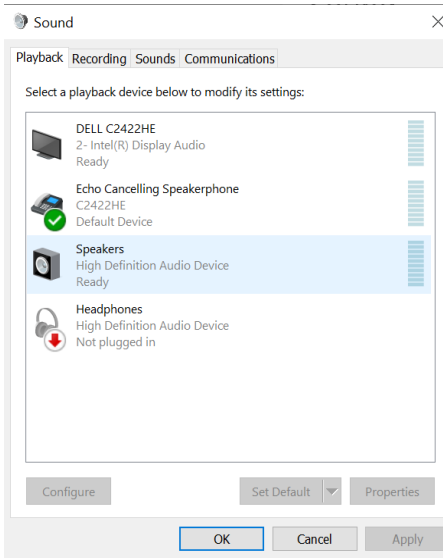 Sound
Playback Recording Sounds Communications
Select a playback device below to modify its settings:
DELL C2422HE
2- Intel(R) Display Audio
Ready
Echo Cancelling Speakerphone
C2422HE
Default Device
Speakers
High Definition Audio Device
Ready
Headphones
High Definition Audio Device
Not plugged in
Configure Set Default Properties
OK Cancel Apply